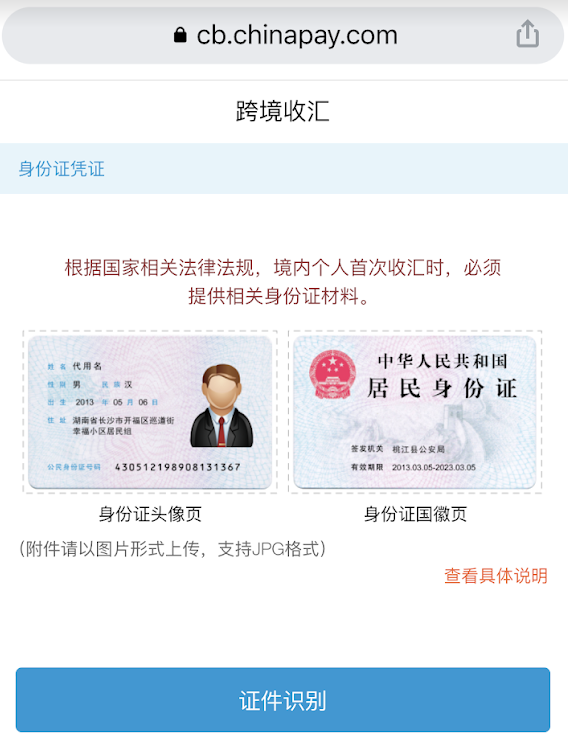 cb.chinapay.com
跨境收汇
身份证凭证
根据国家相关法律法规，境内个人首次收汇时，必须
提供相关身份证材料。
姓名 代用名
性别 男 民族 汉
出生 2013 年 05 月 06 日
住址 湖南省长沙市开福区巡道街
幸福小区居民组
公民身份证号码 430512198908131367
中华人民共和国
居民身份证
签发机关 桃江县公安局
有效期限 2013.03.05-2023.03.05
身份证头像页
身份证国徽页
（附件请以图片形式上传，支持JPG格式）
查看具体说明
证件识别